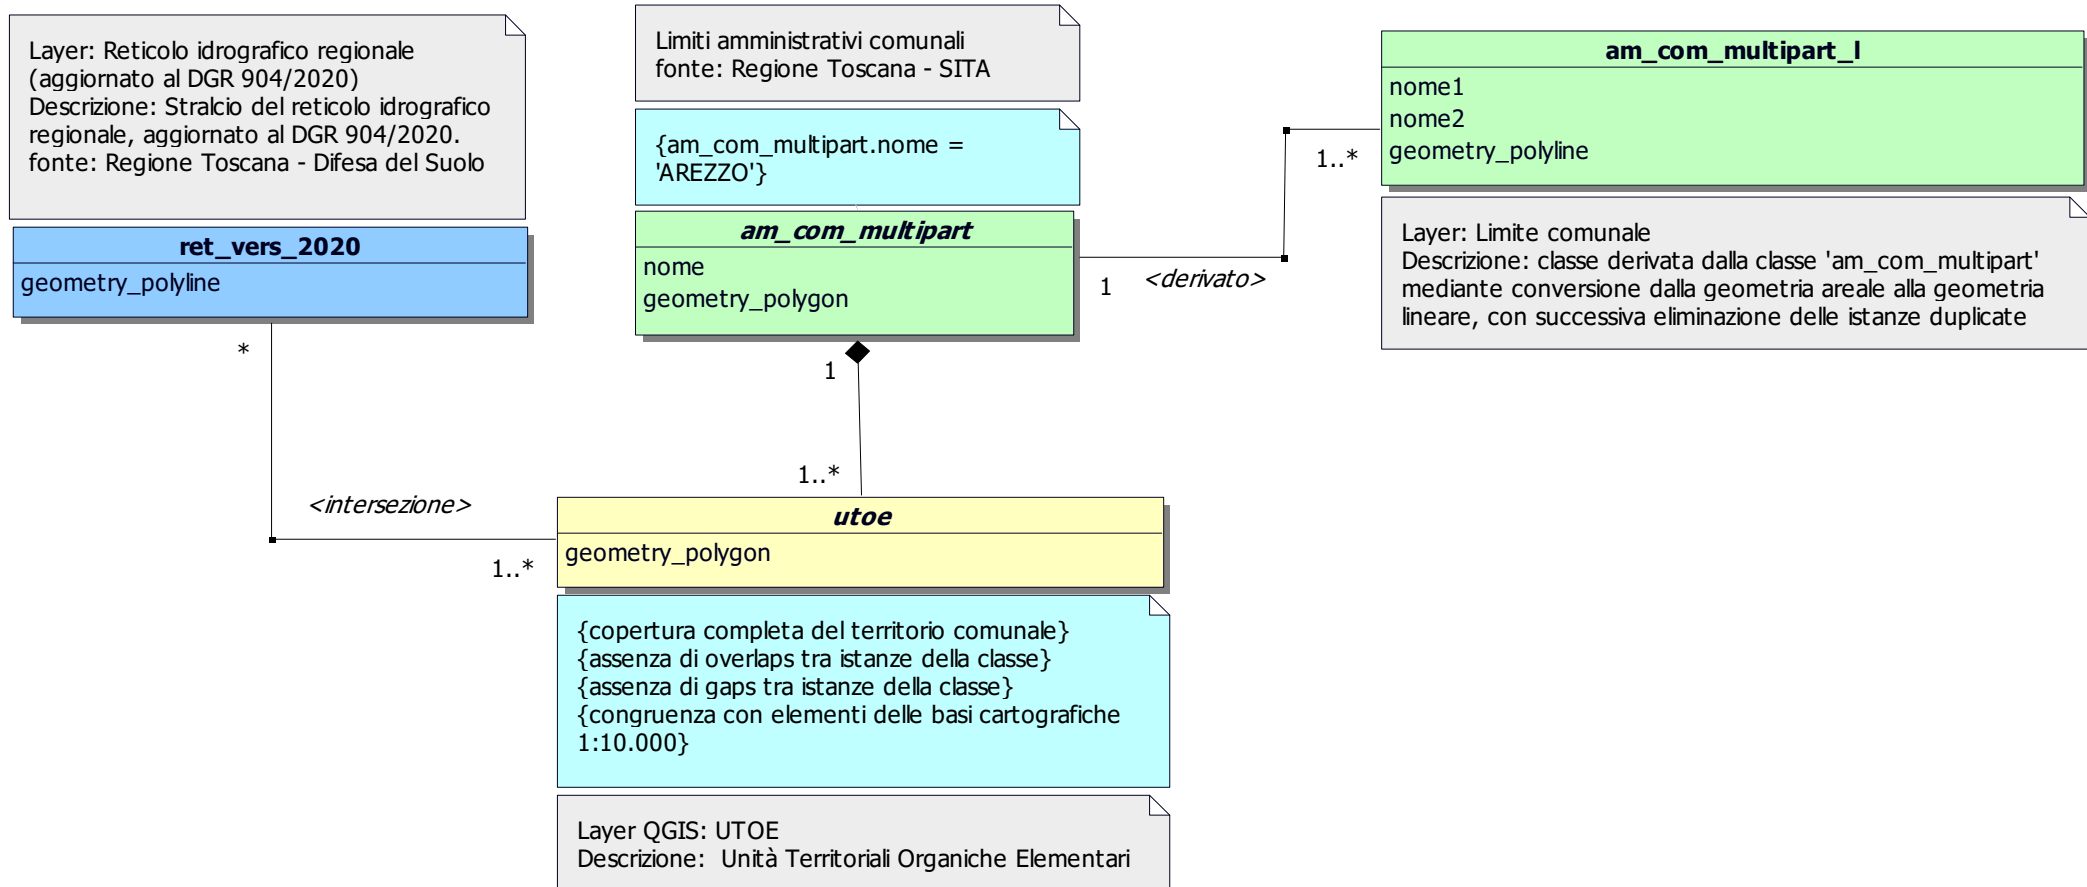 Layer: Reticolo idrografico regionale
(aggiornato al DGR 904/2020)
Descrizione: Stralcio del reticolo idrografico
regionale, aggiornato al DGR 904/2020.
fonte: Regione Toscana - Difesa del Suolo
ret_vers_2020
geometry_polyline
*
<intersezione>
1..*
Limiti amministrativi comunali
fonte: Regione Toscana - SITA
{am_com_multipart.nome =
'AREZZO'}
am_com_multipart
nome
geometry_polygon
1
<derivato>
1..*
1
1..*
am_com_multipart_l
nome1
nome2
geometry_polyline
Layer: Limite comunale
Descrizione: classe derivata dalla classe 'am_com_multipart'
mediante conversione dalla geometria areale alla geometria
lineare, con successiva eliminazione delle istanze duplicate
utoe
geometry_polygon
{copertura completa del territorio comunale}
{assenza di overlaps tra istanze della classe}
{assenza di gaps tra istanze della classe}
{congruenza con elementi delle basi cartografiche
1:10.000}
Layer QGIS: UTOE
Descrizione:  Unità Territoriali Organiche Elementari